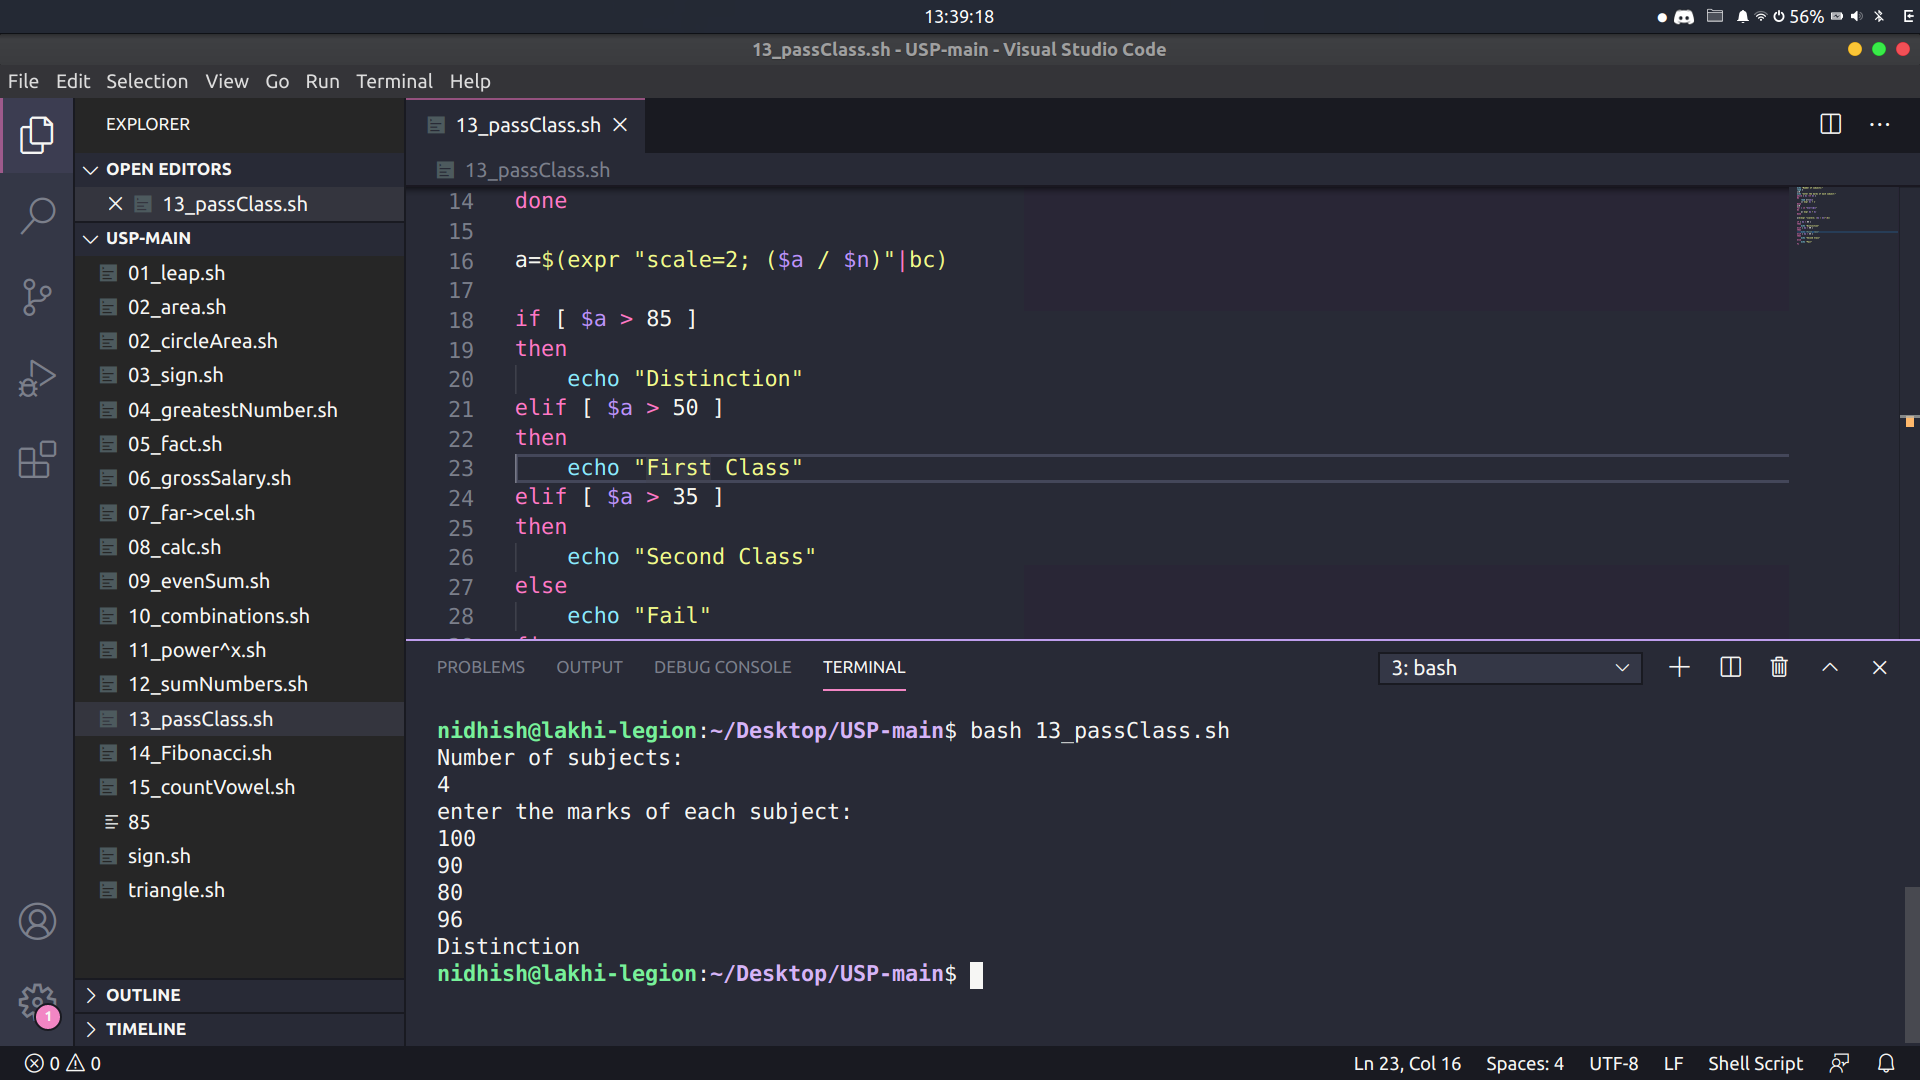 13:39:18
56%
13_passClass.sh - USP-main - Visual Studio Code
File Edit Selection View Go Run Terminal Help
EXPLORER
OPEN EDITORS
13_passClass.sh
USP-MAIN
01_leap.sh
02_area.sh
02_circleArea.sh
03_sign.sh
04_greatestNumber.sh
05_fact.sh
06_grossSalary.sh
07_far->cel.sh
08_calc.sh
09_evenSum.sh
10_combinations.sh
11_power^x.sh
12_sumNumbers.sh
13_passClass.sh
14_Fibonacci.sh
15_countVowel.sh
85
sign.sh
triangle.sh
OUTLINE
TIMELINE
1
13_passClass.sh
13_passClass.sh
14 done
15
16 a=$(expr "scale=2; ($a / $n)"|bc)
17
18 if [ $a > 85 ]
19 then
20 echo "Distinction"
21 elif [ $a > 50 ]
22 then
23 echo "First Class"
24 elif [ $a > 35 ]
25 then
26 echo "Second Class"
27 else
28 echo "Fail"
PROBLEMS OUTPUT DEBUG CONSOLE TERMINAL
3: bash
nidhish@lakhi-legion:~/Desktop/USP-main$ bash 13_passClass.sh
Number of subjects:
4
enter the marks of each subject:
100
90
80
96
Distinction
nidhish@lakhi-legion:~/Desktop/USP-main$
0 0
Ln 23, Col 16 Spaces: 4 UTF-8 LF Shell Script